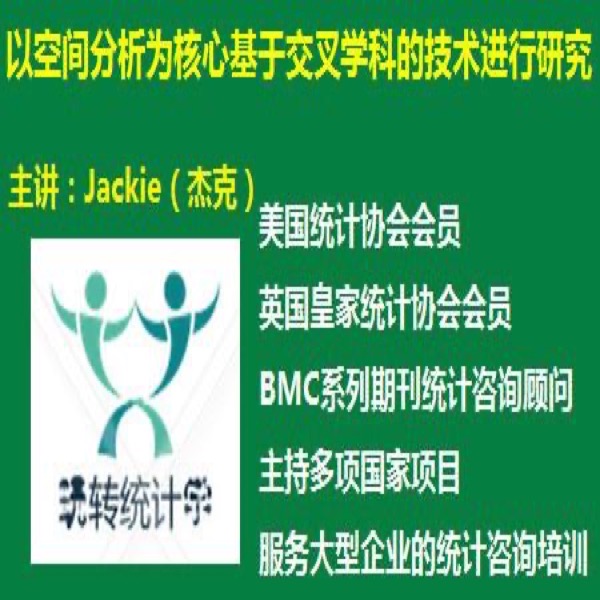 以空间分析为核心基于交叉学科的技术进行研究
主讲：Jackie（杰克）
美国统计协会会员
英国皇家统计协会会员
BMC系列期刊统计咨询顾问
主持多项国家项目
服务大型企业的统计咨询培训
玩转统计学